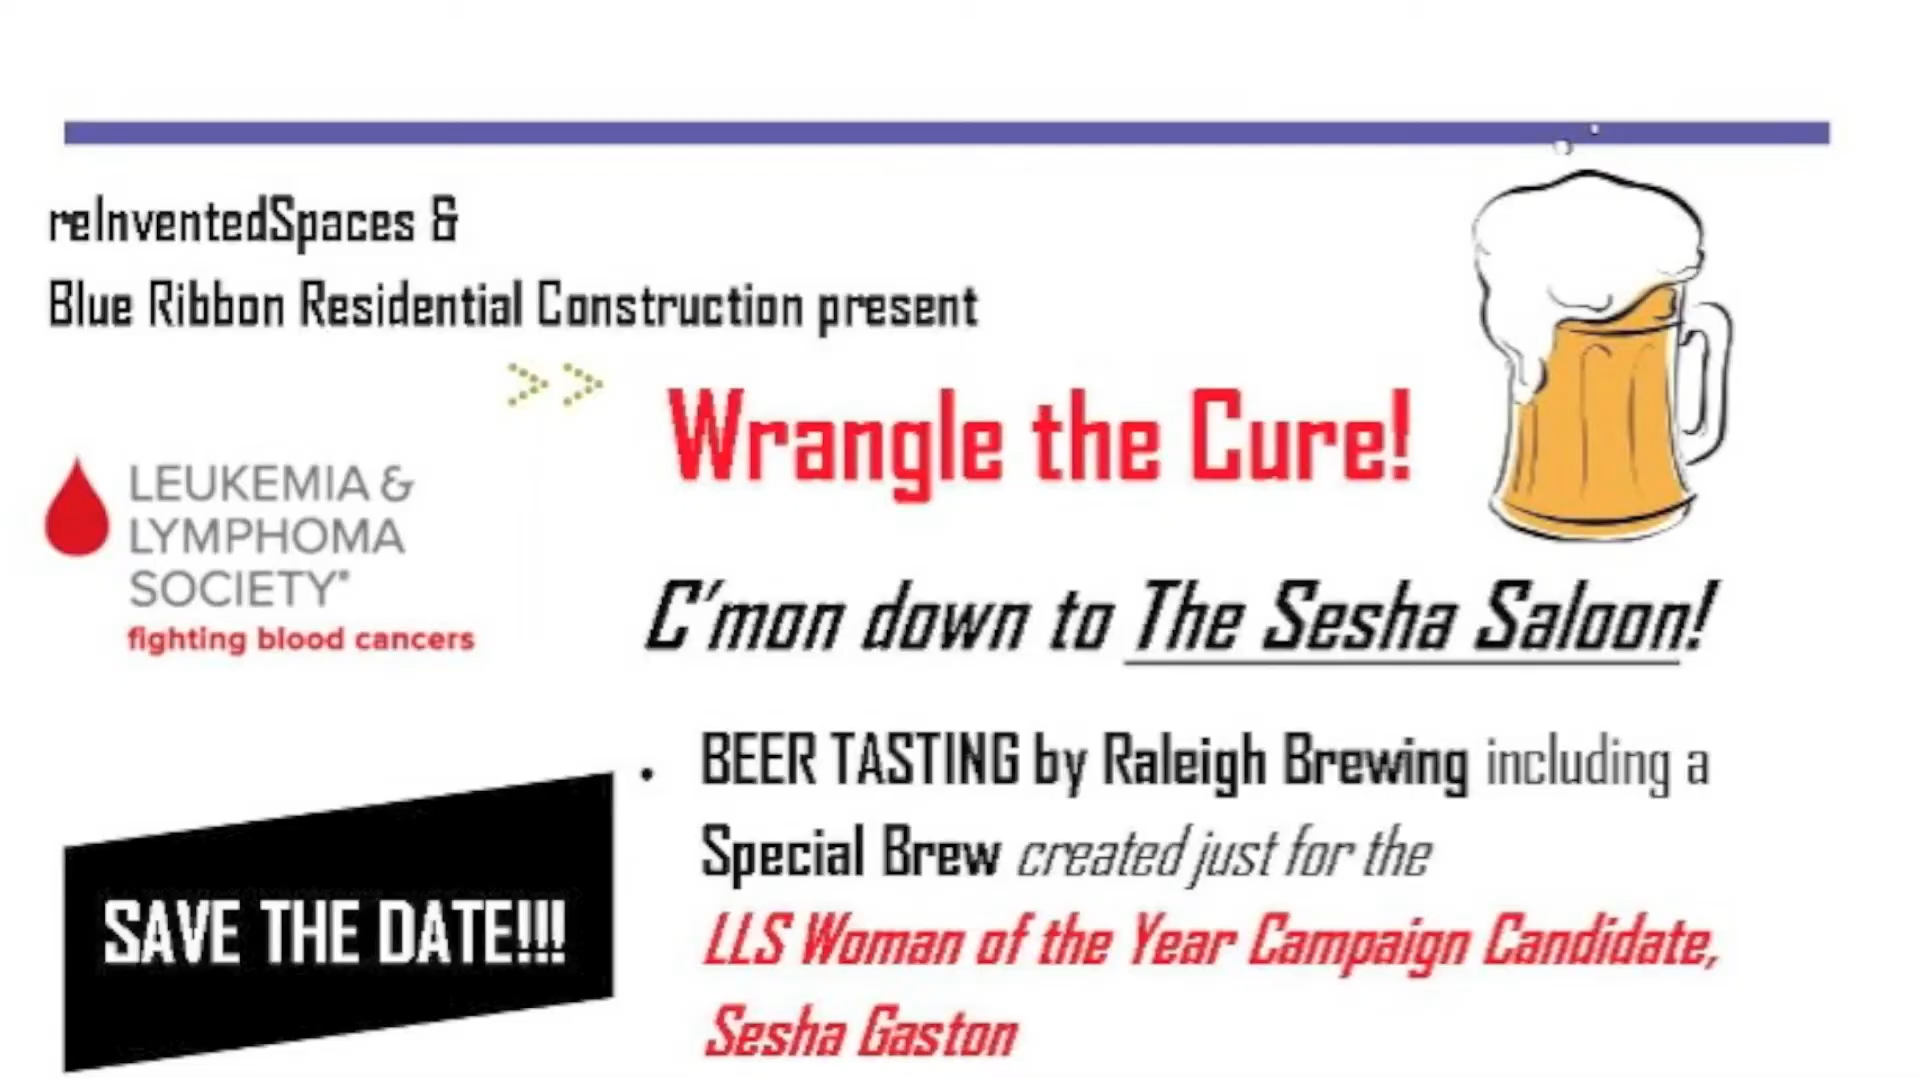 reInventedSpaces &
Blue Ribbon Residential Construction present
>>
Wrangle the Cure!
LEUKEMIA &
LYMPHOMA
SOCIETY®
fighting blood cancers
C'mon down to The Sesha Saloon!
• BEER TASTING by Raleigh Brewing including a
Special Brew created just for the
LLS Woman of the Year Campaign Candidate,
Sesha Gaston
SAVE THE DATE!!!